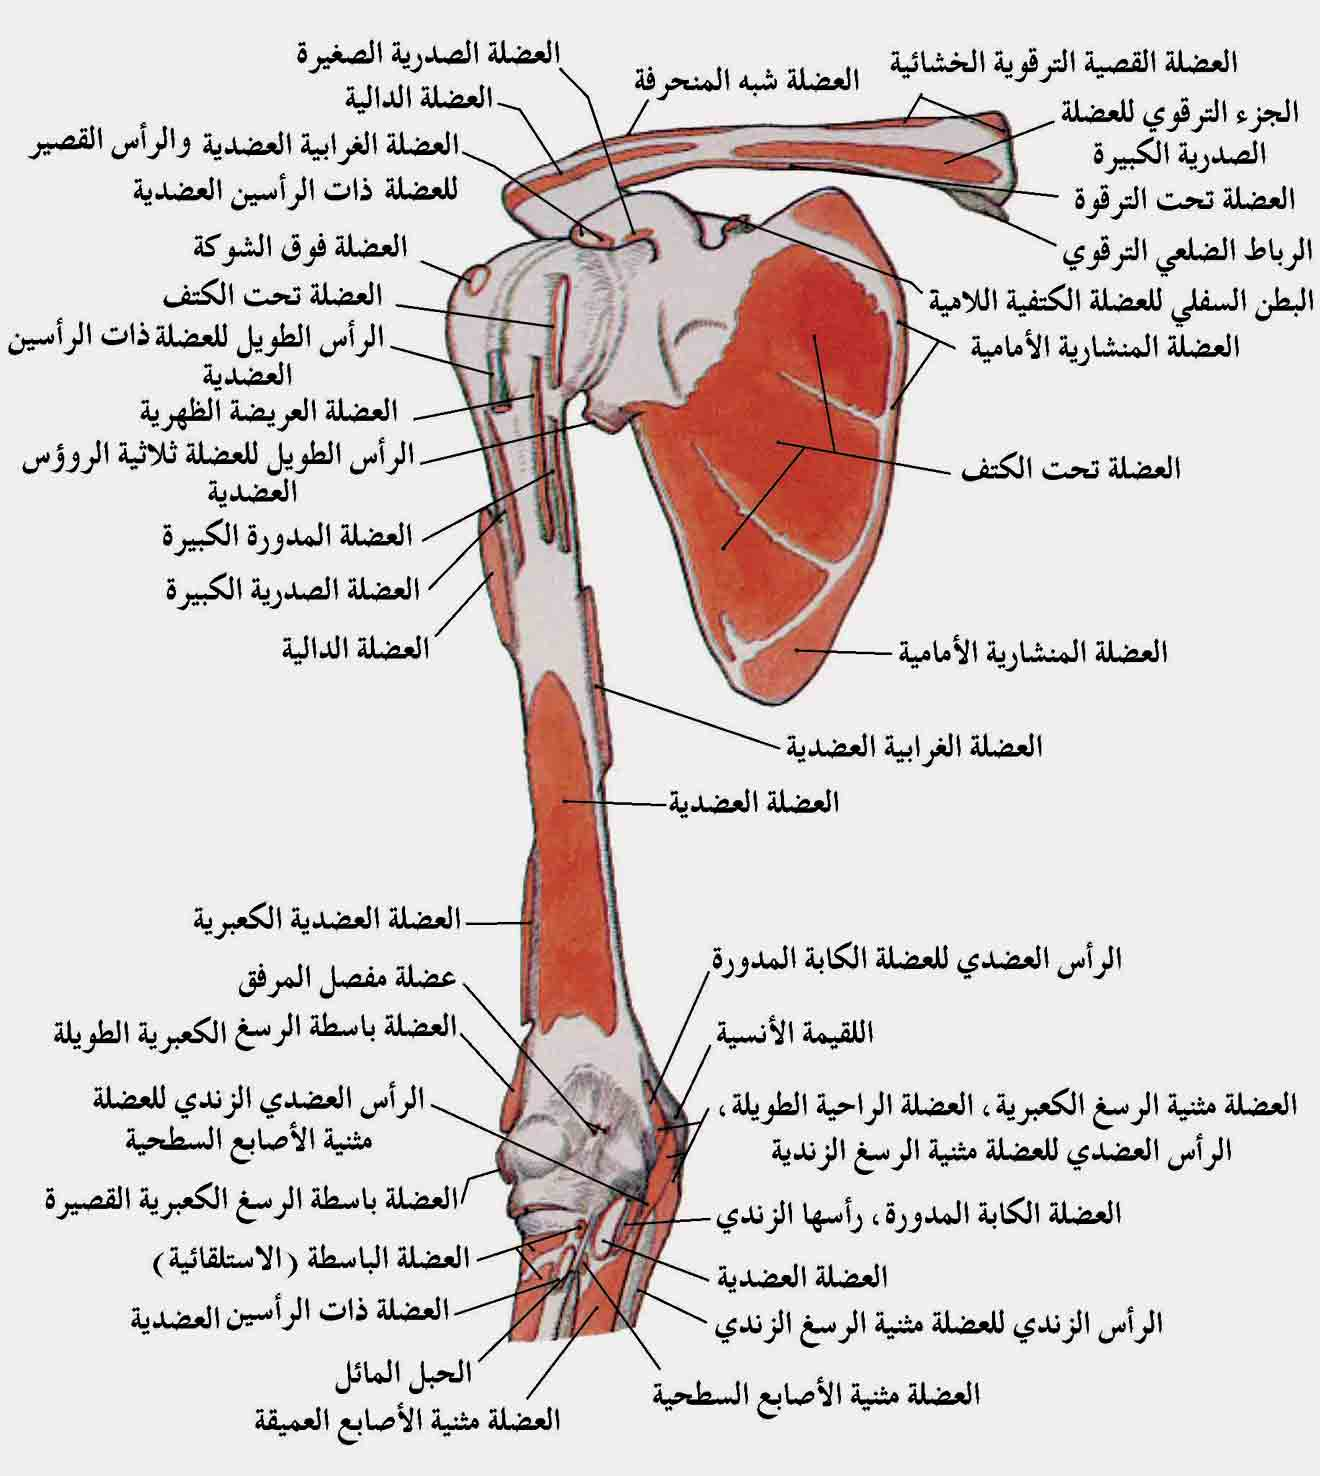 العضلة الصدرية الصغيرة
العضلة الدالية
العضلة الغرابية العضدية والرأس القصير
للعضلة ذات الرأسين العضدية
العضلة فوق الشوكة
العضلة تحت الكتف
الرأس الطويل للعضلة ذات الرأسين
العضدية
العضلة العريضة الظهرية
الرأس الطويل للعضلة ثلاثية الروؤس
العضدية
العضلة المدورة الكبيرة
العضلة الصدرية الكبيرة
العضلة الدالية
العضلة شبه المنحرفة
العضلة القصية الترقوية الخشائية
الجزء الترقوي للعضلة
الصدرية الكبيرة
العضلة تحت الترقوة
الرباط الضلعي الترقوي
البطن السفلي للعضلة الكتفية اللامية
العضلة المنشارية الأمامية
العضلة تحت الكتف
العضلة المنشارية الأمامية
العضلة الغرابية العضدية
العضلة العضدية
العضلة العضدية الكعبرية
عضلة مفصل المرفق
العضلة باسطة الرسغ الكعبرية الطويلة
الرأس العضدي الزندي للعضلة
مثنية الأصابع السطحية
العضلة باسطة الرسغ الكعبرية القصيرة
العضلة الباسطة (الاستلقائية)
العضلة ذات الرأسين العضدية
الحبل المائل
العضلة مثنية الأصابع العميقة
الرأس العضدي للعضلة الكابة المدورة
اللقيمة الأنسية
العضلة مثنية الرسغ الكعبرية، العضلة الراحية الطويلة،
الرأس العضدي للعضلة مثنية الرسغ الزندية
العضلة الكابة المدورة، رأسها الزندي
العضلة العضدية
الرأس الزندي للعضلة مثنية الرسغ الزندي
العضلة مثنية الأصابع السطحية